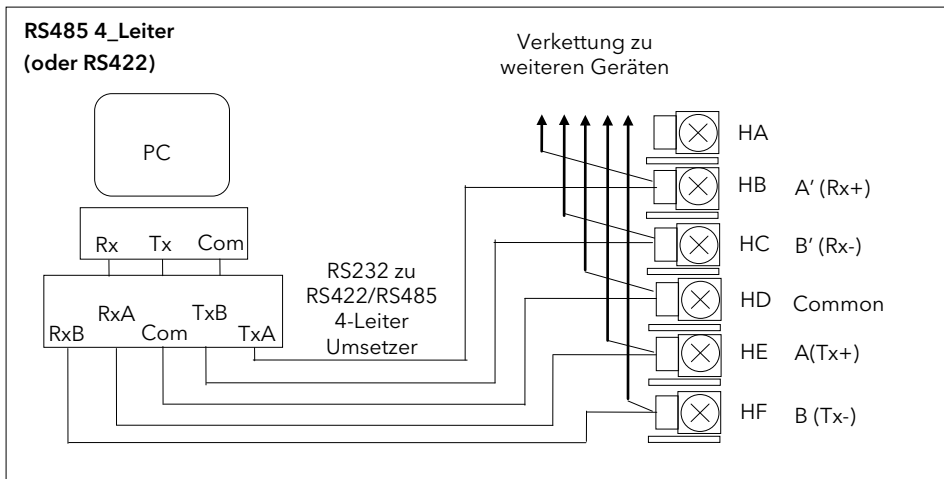 RS485 4_Leiter
(oder RS422)
Verkettung zu
weiteren Geräten
PC
Rx Tx Com
RxB RxA Com TxB TxA
RS232 zu
RS422/RS485
4-Leiter
Umsetzer
HA
HB A' (Rx+)
HC B' (Rx-)
HD Common
HE A(Tx+)
HF B (Tx-)